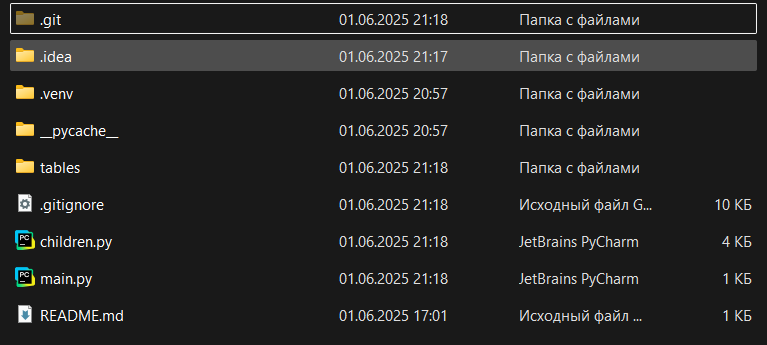 .git 01.06.2025 21:18 Папка с файлами
.idea 01.06.2025 21:17 Папка с файлами
.venv 01.06.2025 20:57 Папка с файлами
__pycache__ 01.06.2025 20:57 Папка с файлами
tables 01.06.2025 21:18 Папка с файлами
.gitignore 01.06.2025 21:18 Исходный файл G... 10 КБ
PC children.py 01.06.2025 21:18 JetBrains PyCharm 4 КБ
PC main.py 01.06.2025 21:18 JetBrains PyCharm 1 КБ
README.md 01.06.2025 17:01 Исходный файл ... 1 КБ